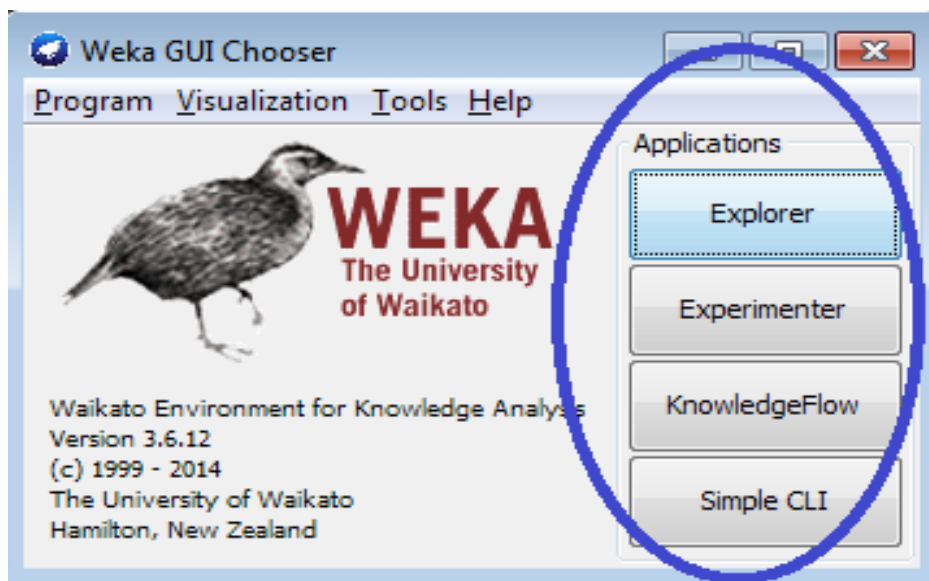 Weka GUI Chooser
Program Visualization Tools Help
WEKA
The University
of Waikato
Waikato Environment for Knowledge Analysis
Version 3.6.12
(c) 1999 - 2014
The University of Waikato
Hamilton, New Zealand
Applications
Explorer
Experimenter
KnowledgeFlow
Simple CLI